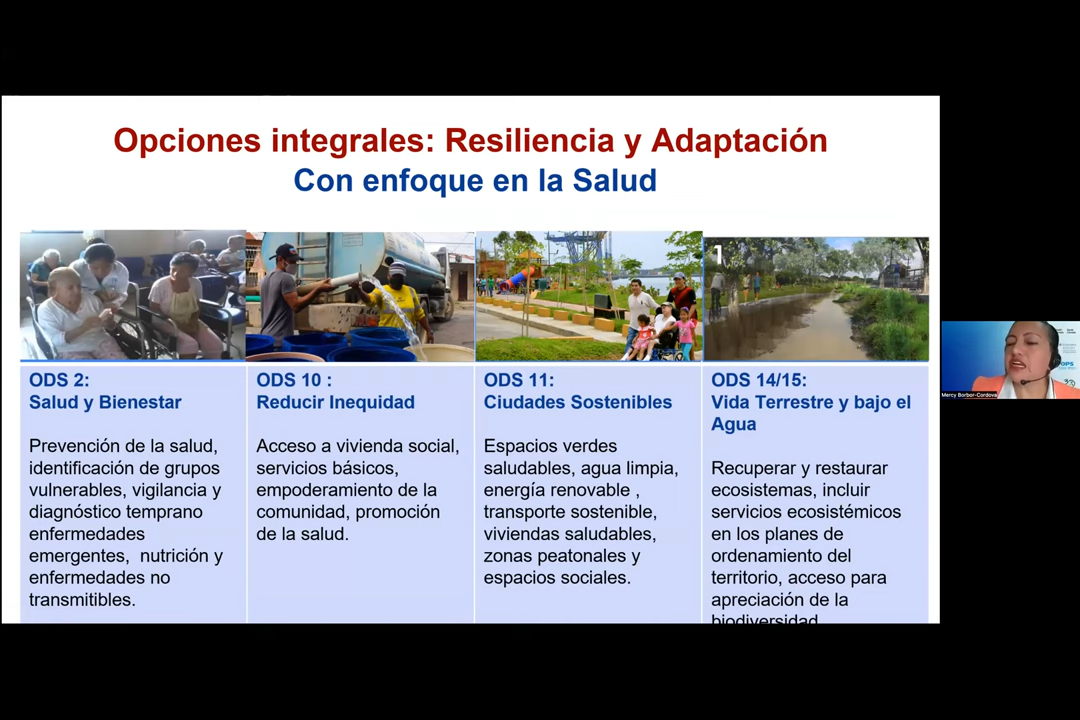 Opciones integrales: Resiliencia y Adaptación
Con enfoque en la Salud
1
ODS 2:
Salud y Bienestar
Prevención de la salud,
identificación de grupos
vulnerables, vigilancia y
diagnóstico temprano
enfermedades
emergentes, nutrición y
enfermedades no
transmitibles.
ODS 10 :
Reducir Inequidad
Acceso a vivienda social,
servicios básicos,
empoderamiento de la
comunidad, promoción
de la salud.
ODS 11:
Ciudades Sostenibles
Espacios verdes
saludables, agua limpia,
energía renovable ,
transporte sostenible,
viviendas saludables,
zonas peatonales y
espacios sociales.
ODS 14/15:
Vida Terrestre y bajo el
Agua
Recuperar y restaurar
ecosistemas, incluir
servicios ecosistémicos
en los planes de
ordenamiento del
territorio, acceso para
apreciación de la
biodiversidad
OPS
Mercy Borbor-Cordova